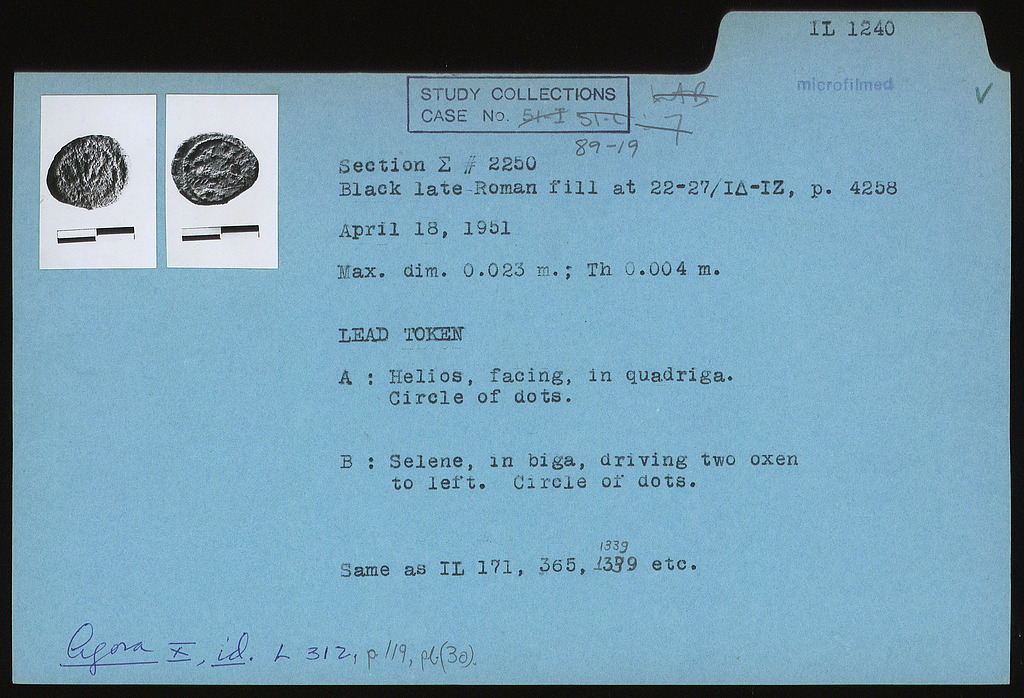 IL 1240
microfilmed
STUDY COLLECTIONS
CASE No. 51-I 51-C : 7
LAB
89-19
Section Σ # 2250
Black late Roman fill at 22-27/ΙΔ-ΙΖ, p. 4258
April 18, 1951
Max. dim. 0.023 m.; Th 0.004 m.
LEAD TOKEN
A : Helios, facing, in quadriga.
Circle of dots.
B : Selene, in biga, driving two oxen
to left. Circle of dots.
1339
Same as IL 171, 365, 1339 etc.
Agora X, id. L 312, p 119, pl (30).